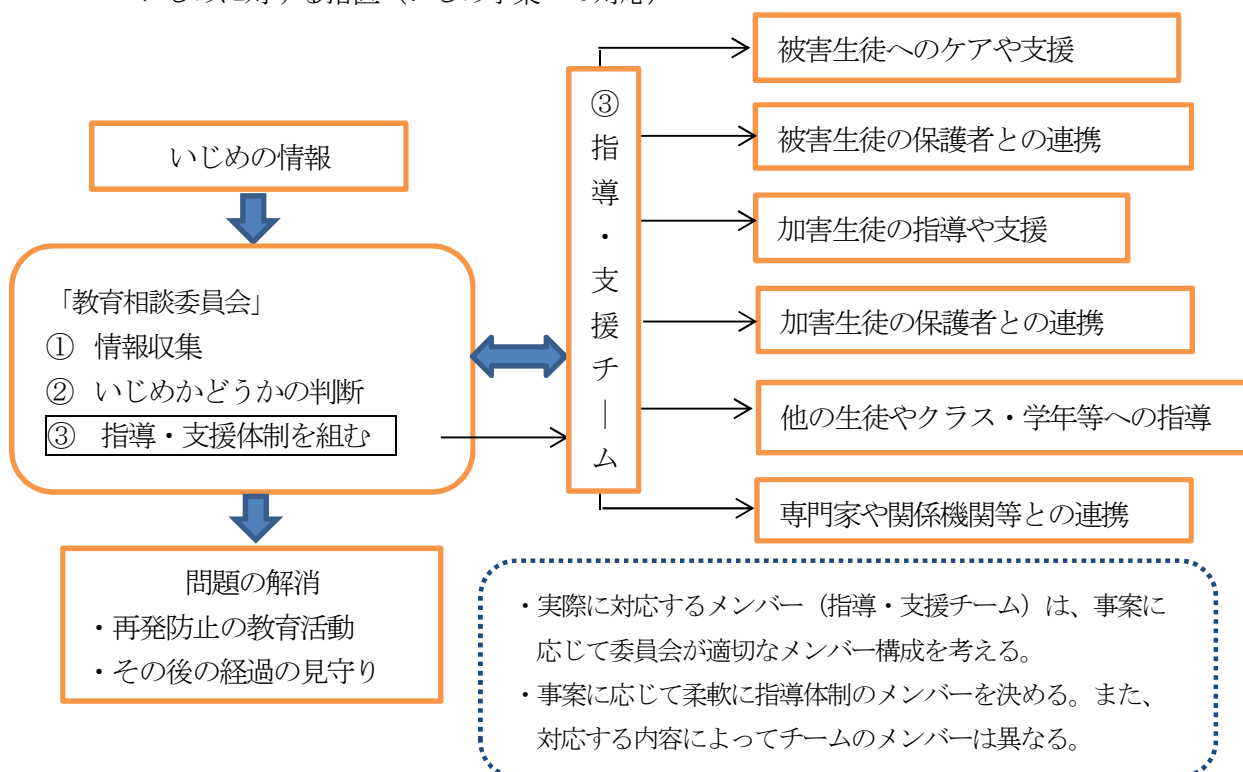 いじめの情報
「教育相談委員会」
① 情報収集
② いじめかどうかの判断
③ 指導・支援体制を組む
問題の解消
・再発防止の教育活動
・その後の経過の見守り
③指導・支援チーム
被害生徒へのケアや支援
被害生徒の保護者との連携
加害生徒の指導や支援
加害生徒の保護者との連携
他の生徒やクラス・学年等への指導
専門家や関係機関等との連携
・実際に対応するメンバー（指導・支援チーム）は、事案に
応じて委員会が適切なメンバー構成を考える。
・事案に応じて柔軟に指導体制のメンバーを決める。また、
対応する内容によってチームのメンバーは異なる。